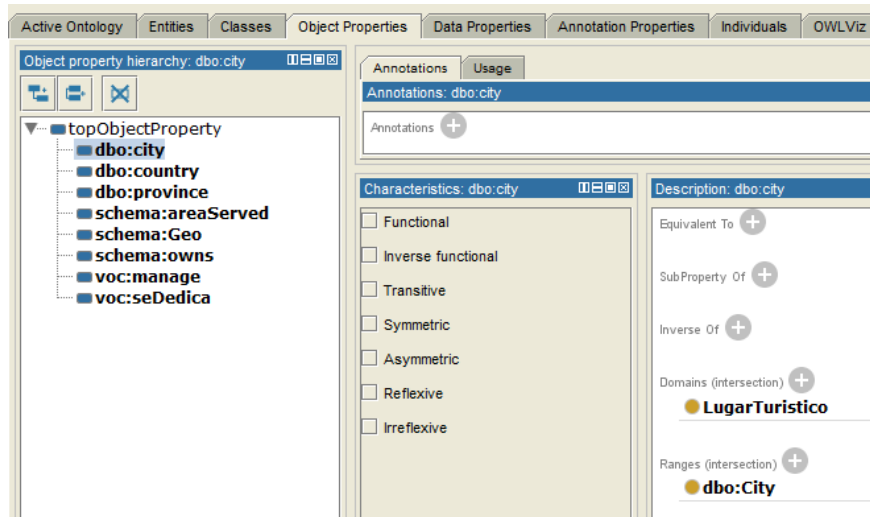 Active Ontology Entities Classes Object Properties Data Properties Annotation Properties Individuals OWLViz
Object property hierarchy: dbo:city
topObjectProperty
dbo:city
dbo:country
dbo:province
schema:areaServed
schema:Geo
schema:owns
voc:manage
voc:seDedica
Annotations Usage
Annotations: dbo:city
Annotations
Characteristics: dbo:city
Functional
Inverse functional
Transitive
Symmetric
Asymmetric
Reflexive
Irreflexive
Description: dbo:city
Equivalent To
SubProperty Of
Inverse Of
Domains (intersection)
LugarTuristico
Ranges (intersection)
dbo:City